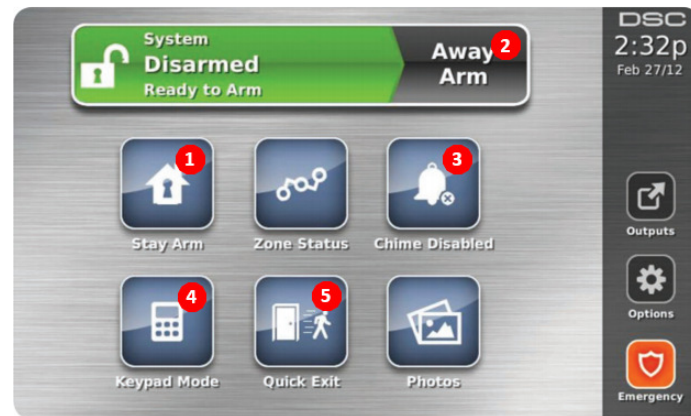 DSC
2:32p
Feb 27/12
System
Disarmed
Ready to Arm
Away
Arm
2
1
3
Stay Arm
Zone Status
Chime Disabled
4
5
Keypad Mode
Quick Exit
Photos
Outputs
Options
Emergency